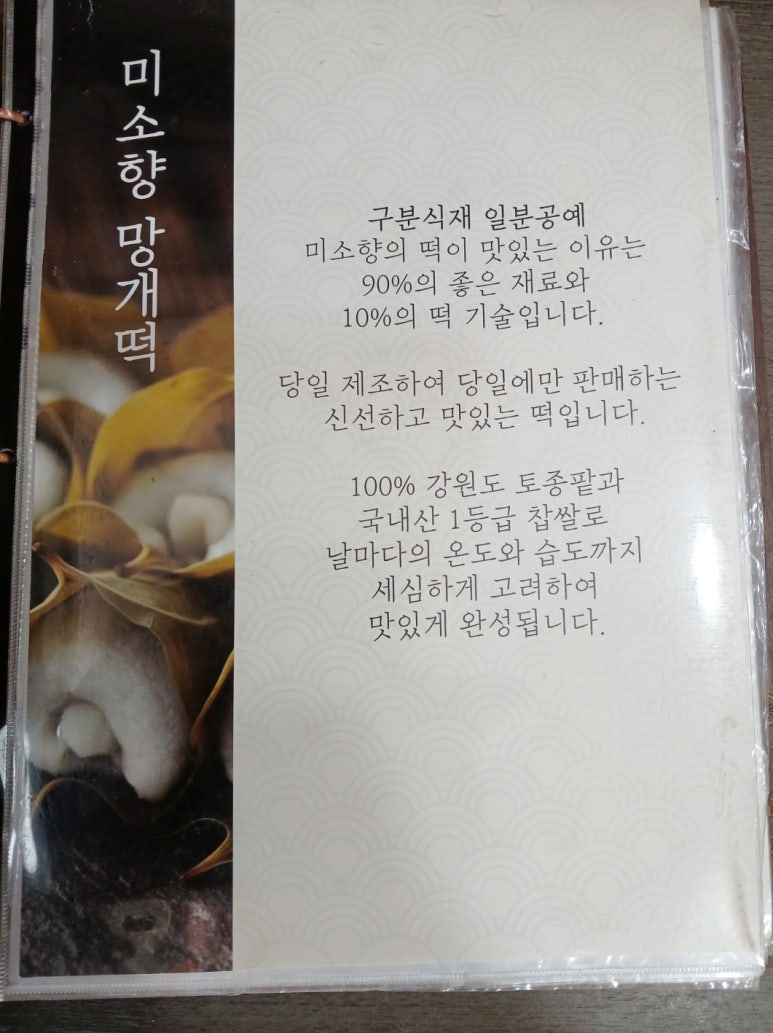 미소향 망개떡
구분식재 일분공예
미소향의 떡이 맛있는 이유는
90%의 좋은 재료와
10%의 떡 기술입니다.
당일 제조하여 당일에만 판매하는
신선하고 맛있는 떡입니다.
100% 강원도 토종팥과
국내산 1등급 찹쌀로
날마다의 온도와 습도까지
세심하게 고려하여
맛있게 완성됩니다.